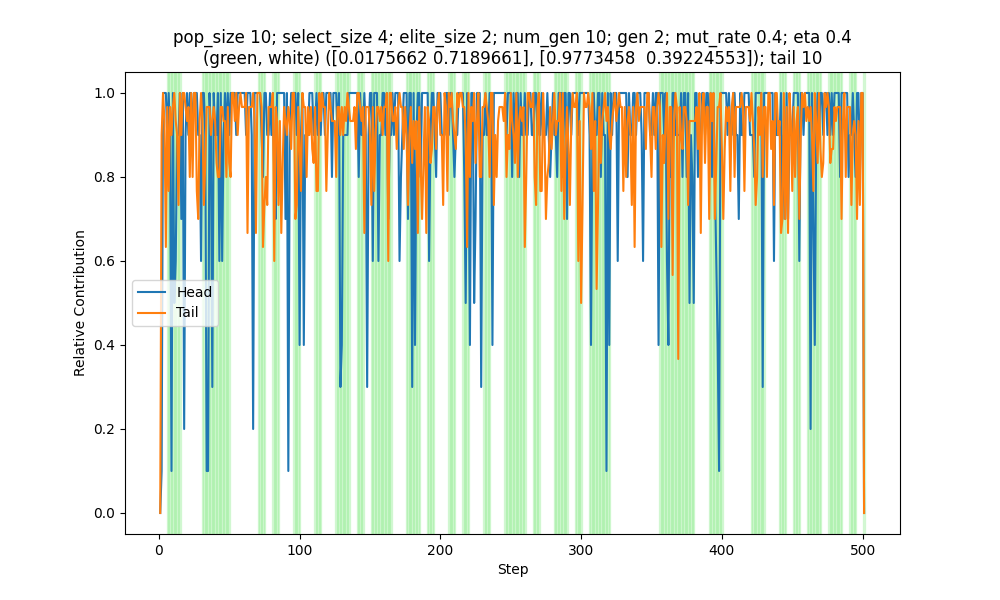 pop_size 10; select_size 4; elite_size 2; num_gen 10; gen 2; mut_rate 0.4; eta 0.4
(green, white) ([0.0175662 0.7189661], [0.9773458  0.39224553]); tail 10
1.0
0.8
0.6
0.4
0.2
0.0
Relative Contribution
Head
Tail
0
100
200
300
400
500
Step